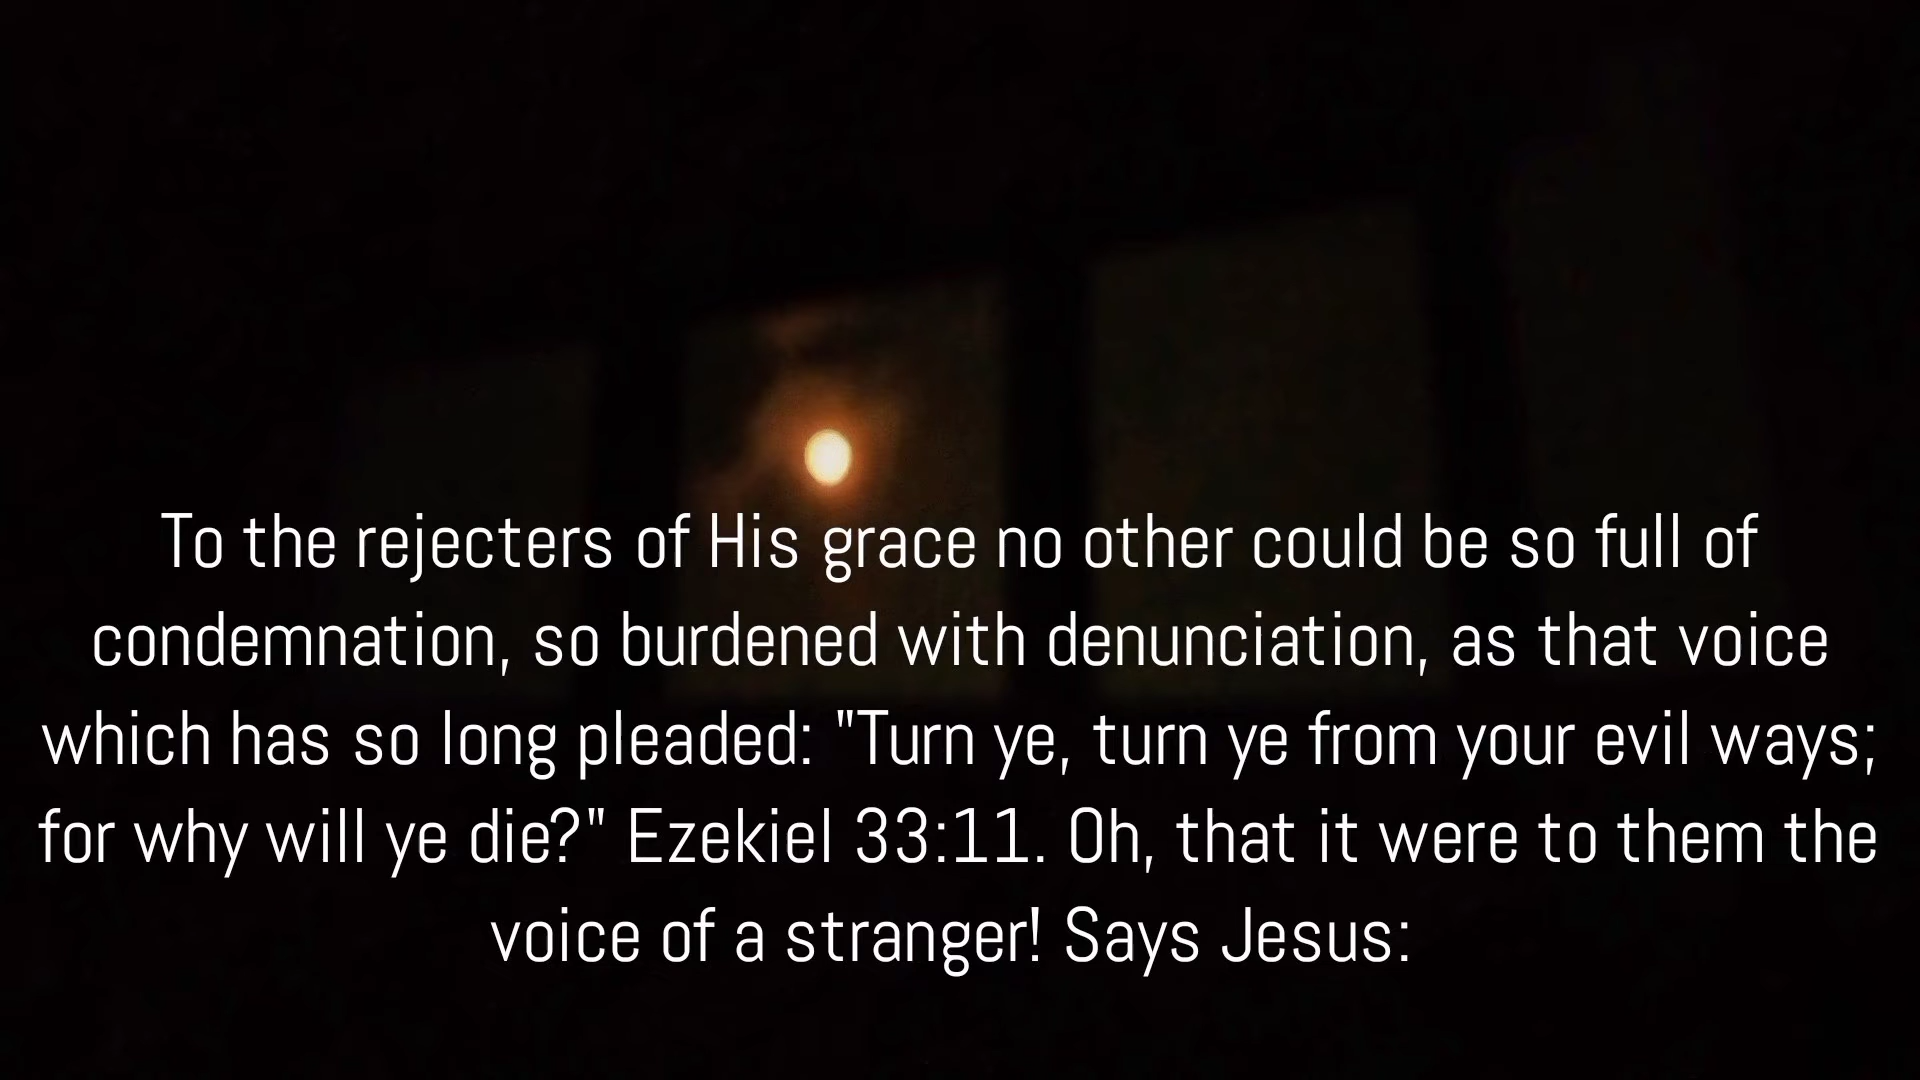 To the rejecters of His grace no other could be so full of
condemnation, so burdened with denunciation, as that voice
which has so long pleaded: "Turn ye, turn ye from your evil ways;
for why will ye die?" Ezekiel 33:11. Oh, that it were to them the
voice of a stranger! Says Jesus: